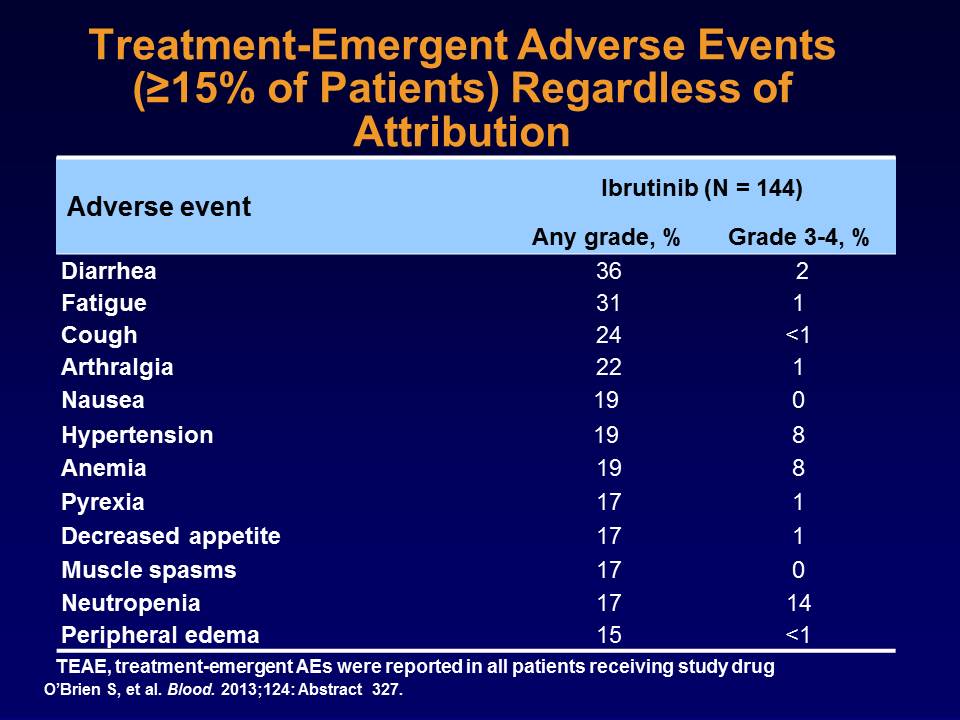 Treatment-Emergent Adverse Events
(≥15% of Patients) Regardless of
Attribution
Adverse event
Ibrutinib (N = 144)
Any grade, % Grade 3-4, %
Diarrhea 36 2
Fatigue 31 1
Cough 24 <1
Arthralgia 22 1
Nausea 19 0
Hypertension 19 8
Anemia 19 8
Pyrexia 17 1
Decreased appetite 17 1
Muscle spasms 17 0
Neutropenia 17 14
Peripheral edema 15 <1
TEAE, treatment-emergent AEs were reported in all patients receiving study drug
O’Brien S, et al. Blood. 2013;124: Abstract 327.